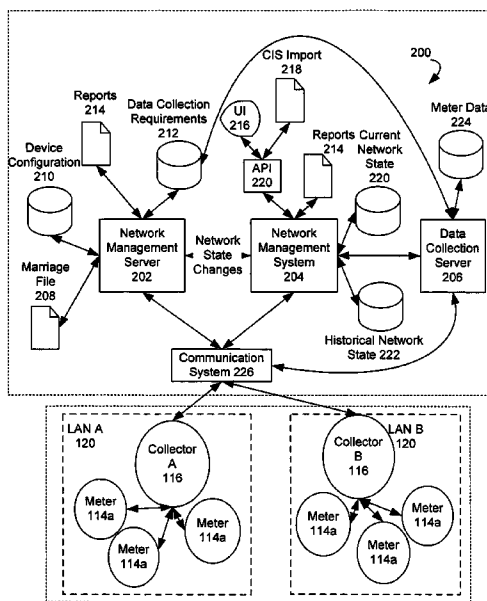 200
CIS Import
218
Reports
214
Data Collection
Requirements
212
UI
216
Meter Data
224
Device
Configuration
210
API
220
Reports
214
Current
Network
State
220
Marriage
File
208
Network
Management
Server
202
Network
State
Changes
Network
Management
System
204
Data
Collection
Server
206
Historical Network
State 222
Communication
System 226
LAN A
120
Collector
A
116
Meter
114a
Meter
114a
Meter
114a
LAN B
120
Collector
B
116
Meter
114a
Meter
114a
Meter
114a